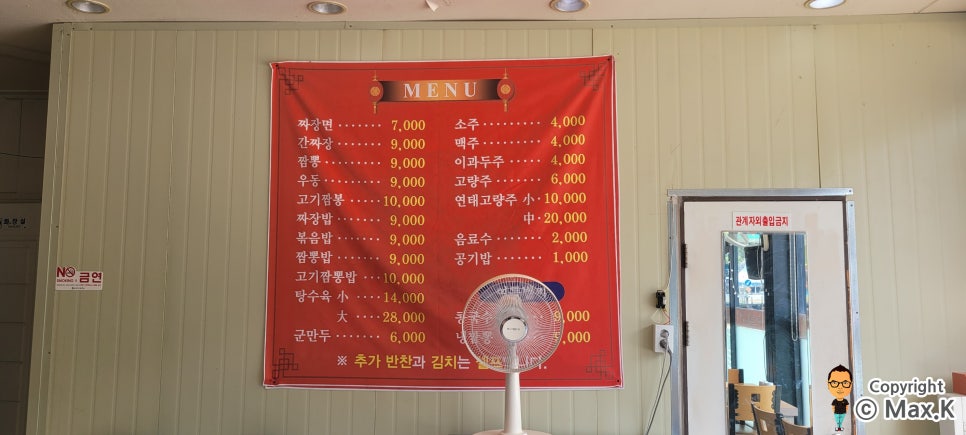 MENU
짜장면 ······· 7,000
간짜장 ······· 9,000
짬뽕 ········· 9,000
우동 ········· 9,000
고기짬뽕 ····· 10,000
짜장밥 ······· 9,000
볶음밥 ······· 9,000
짬뽕밥 ······· 9,000
고기짬뽕밥 ··· 10,000
탕수육 小 ···· 14,000
大 ···· 28,000
군만두 ······· 6,000
소주 ········· 4,000
맥주 ········· 4,000
이과두주 ····· 4,000
고량주 ······· 6,000
연태고량주 小 · 10,000
中 · 20,000
음료수 ······· 2,000
공기밥 ······· 1,000
9,000
,000
※ 추가 반찬과 김치는
NO 금연
관계자외출입금지
Copyright
© Max.K